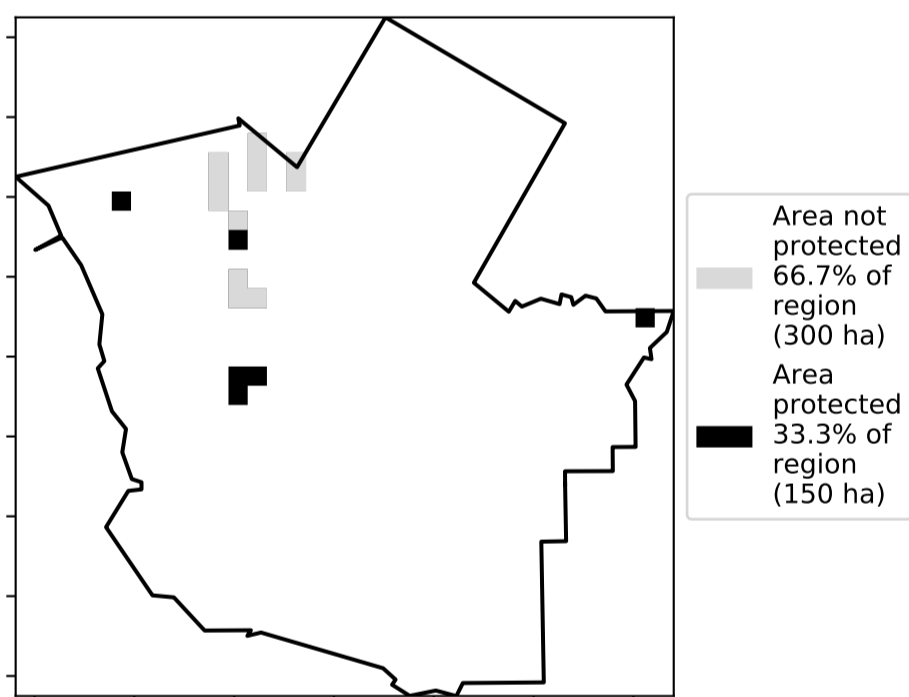 Area not
protected
66.7% of
region
(300 ha)
Area
protected
33.3% of
region
(150 ha)